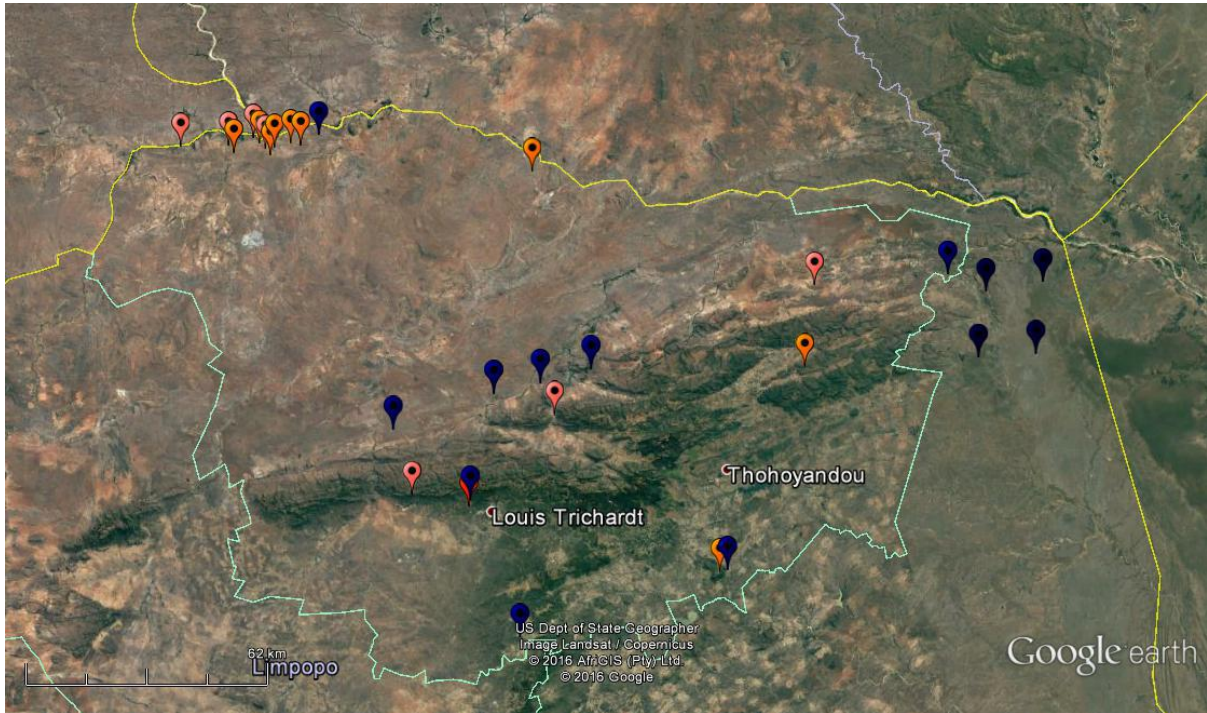 Thohoyandou
Louis Trichardt
US Dept of State Geographer
Image Landsat / Copernicus
© 2016 AfriGIS (Pty) Ltd.
© 2016 Google
62 km
Limpopo
Google earth